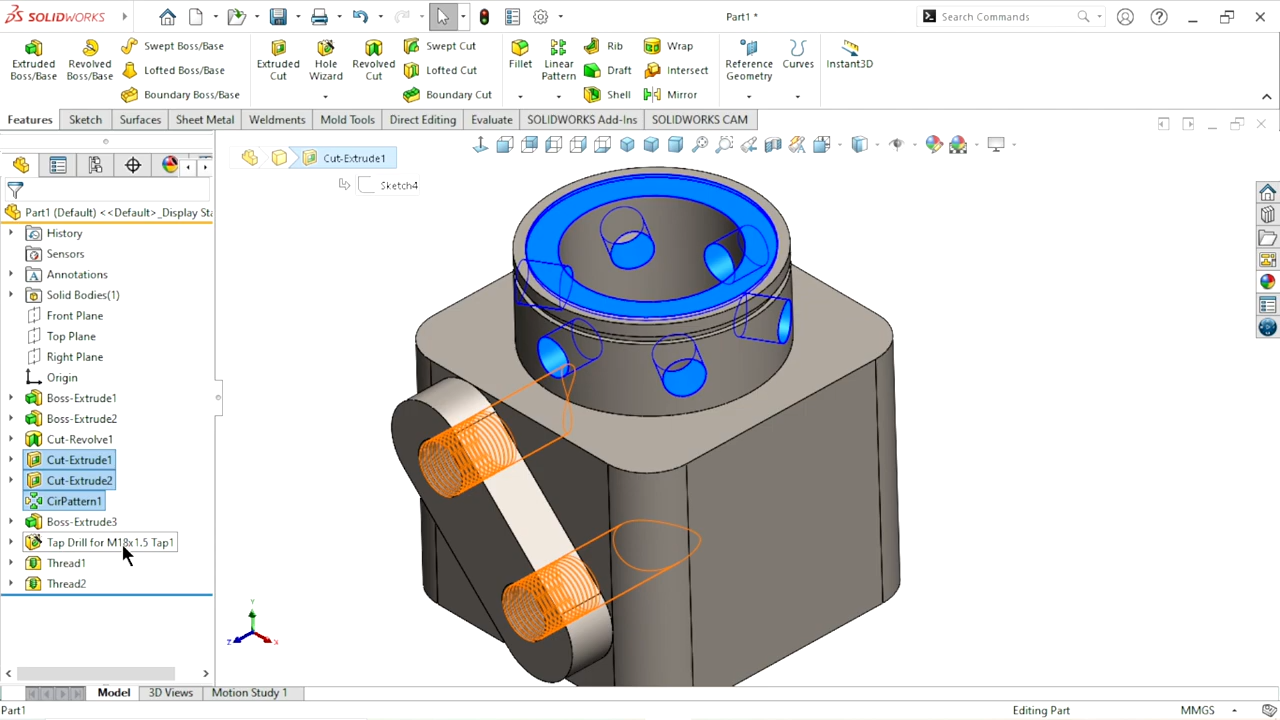 SOLIDWORKS
Part1 *
Search Commands
Extruded Boss/Base
Revolved Boss/Base
Swept Boss/Base
Lofted Boss/Base
Boundary Boss/Base
Extruded Cut
Hole Wizard
Revolved Cut
Swept Cut
Lofted Cut
Boundary Cut
Fillet
Linear Pattern
Rib
Draft
Shell
Wrap
Intersect
Mirror
Reference Geometry
Curves
Instant3D
Features
Sketch
Surfaces
Sheet Metal
Weldments
Mold Tools
Direct Editing
Evaluate
SOLIDWORKS Add-Ins
SOLIDWORKS CAM
Cut-Extrude1
Sketch4
Part1 (Default) <<Default>_Display Sta
History
Sensors
Annotations
Solid Bodies(1)
Front Plane
Top Plane
Right Plane
Origin
Boss-Extrude1
Boss-Extrude2
Cut-Revolve1
Cut-Extrude1
Cut-Extrude2
CirPattern1
Boss-Extrude3
Tap Drill for M18x1.5 Tap1
Thread1
Thread2
Y
Z
X
Model
3D Views
Motion Study 1
Part1
Editing Part
MMGS